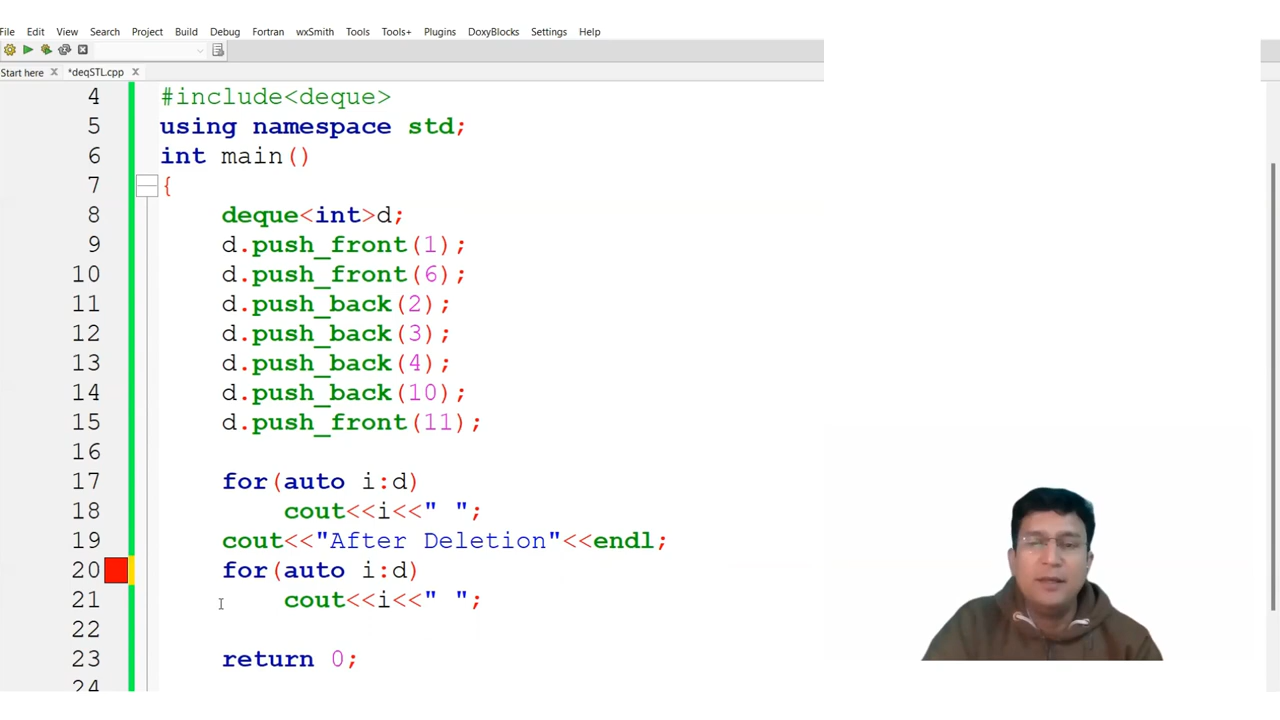 File Edit View Search Project Build Debug Fortran wxSmith Tools Tools+ Plugins DoxyBlocks Settings Help
Start here *deqSTL.cpp
4 #include<deque>
5 using namespace std;
6 int main()
7 {
8 deque<int>d;
9 d.push_front(1);
10 d.push_front(6);
11 d.push_back(2);
12 d.push_back(3);
13 d.push_back(4);
14 d.push_back(10);
15 d.push_front(11);
16
17 for(auto i:d)
18 cout<<i<<" ";
19 cout<<"After Deletion"<<endl;
20 for(auto i:d)
21 cout<<i<<" ";
22
23 return 0;
24